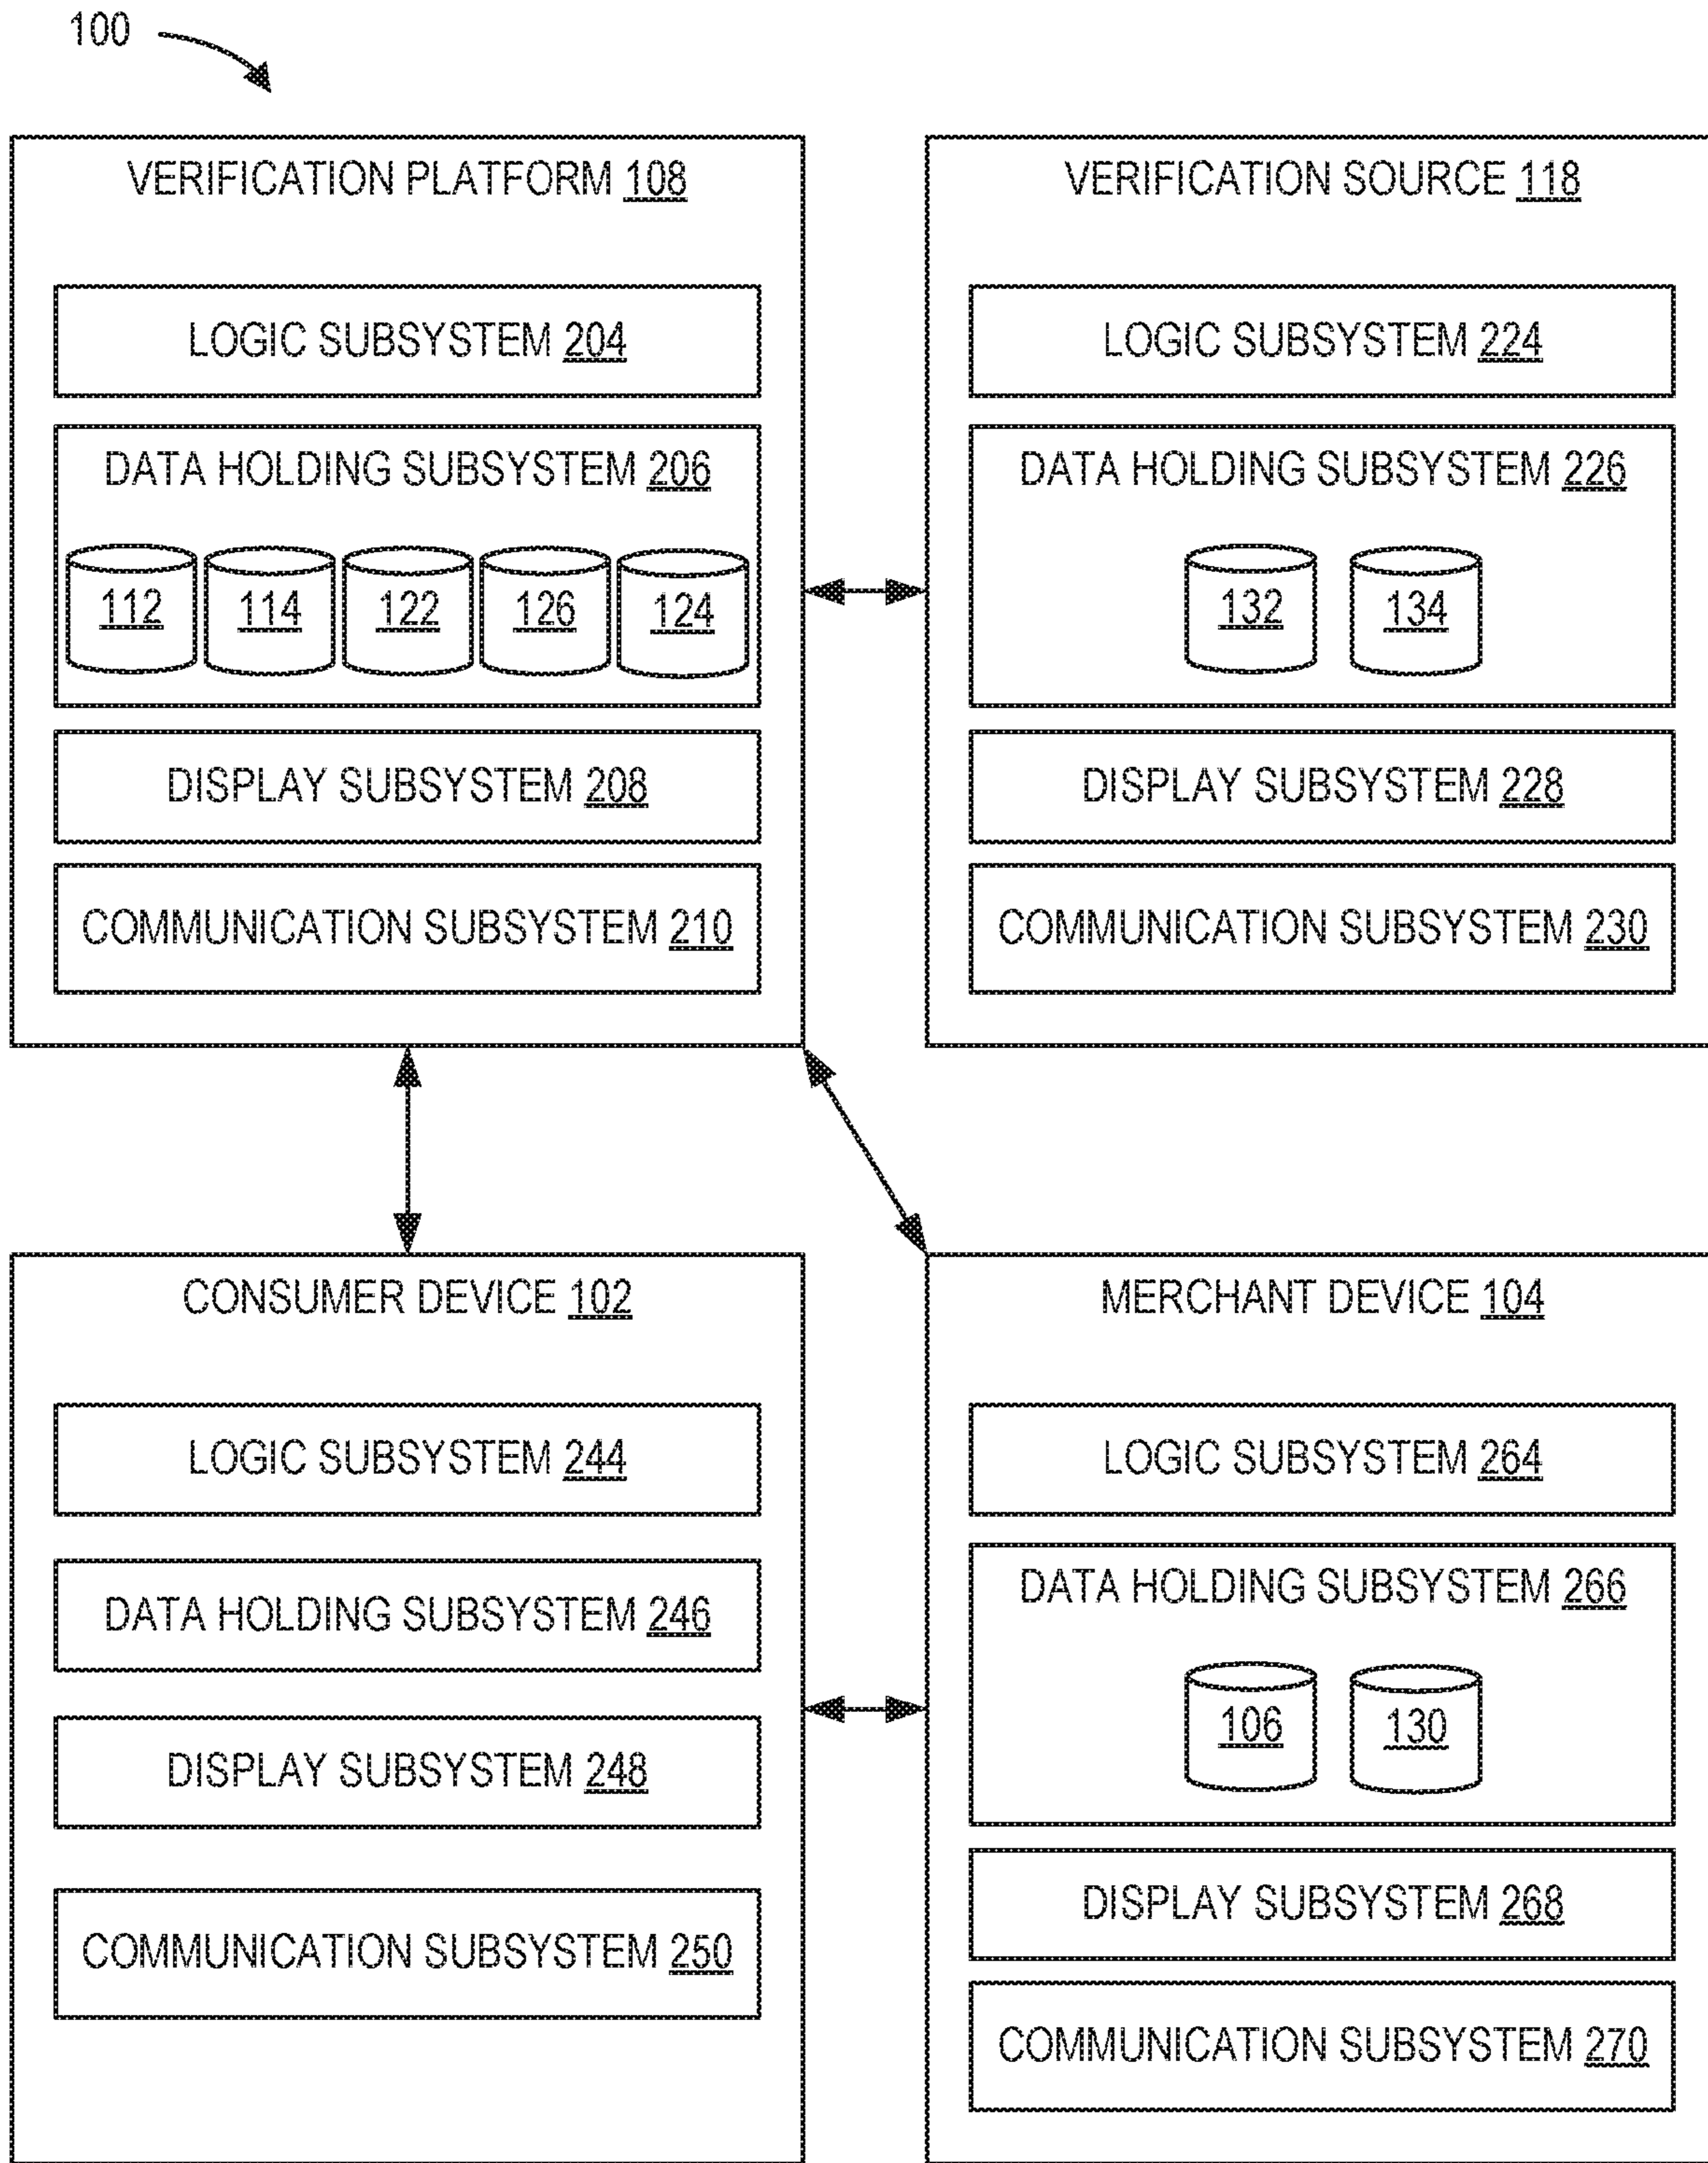 100
VERIFICATION PLATFORM 108
LOGIC SUBSYSTEM 204
DATA HOLDING SUBSYSTEM 206
112 114 122 126 124
DISPLAY SUBSYSTEM 208
COMMUNICATION SUBSYSTEM 210
VERIFICATION SOURCE 118
LOGIC SUBSYSTEM 224
DATA HOLDING SUBSYSTEM 226
132 134
DISPLAY SUBSYSTEM 228
COMMUNICATION SUBSYSTEM 230
CONSUMER DEVICE 102
LOGIC SUBSYSTEM 244
DATA HOLDING SUBSYSTEM 246
DISPLAY SUBSYSTEM 248
COMMUNICATION SUBSYSTEM 250
MERCHANT DEVICE 104
LOGIC SUBSYSTEM 264
DATA HOLDING SUBSYSTEM 266
106 130
DISPLAY SUBSYSTEM 268
COMMUNICATION SUBSYSTEM 270